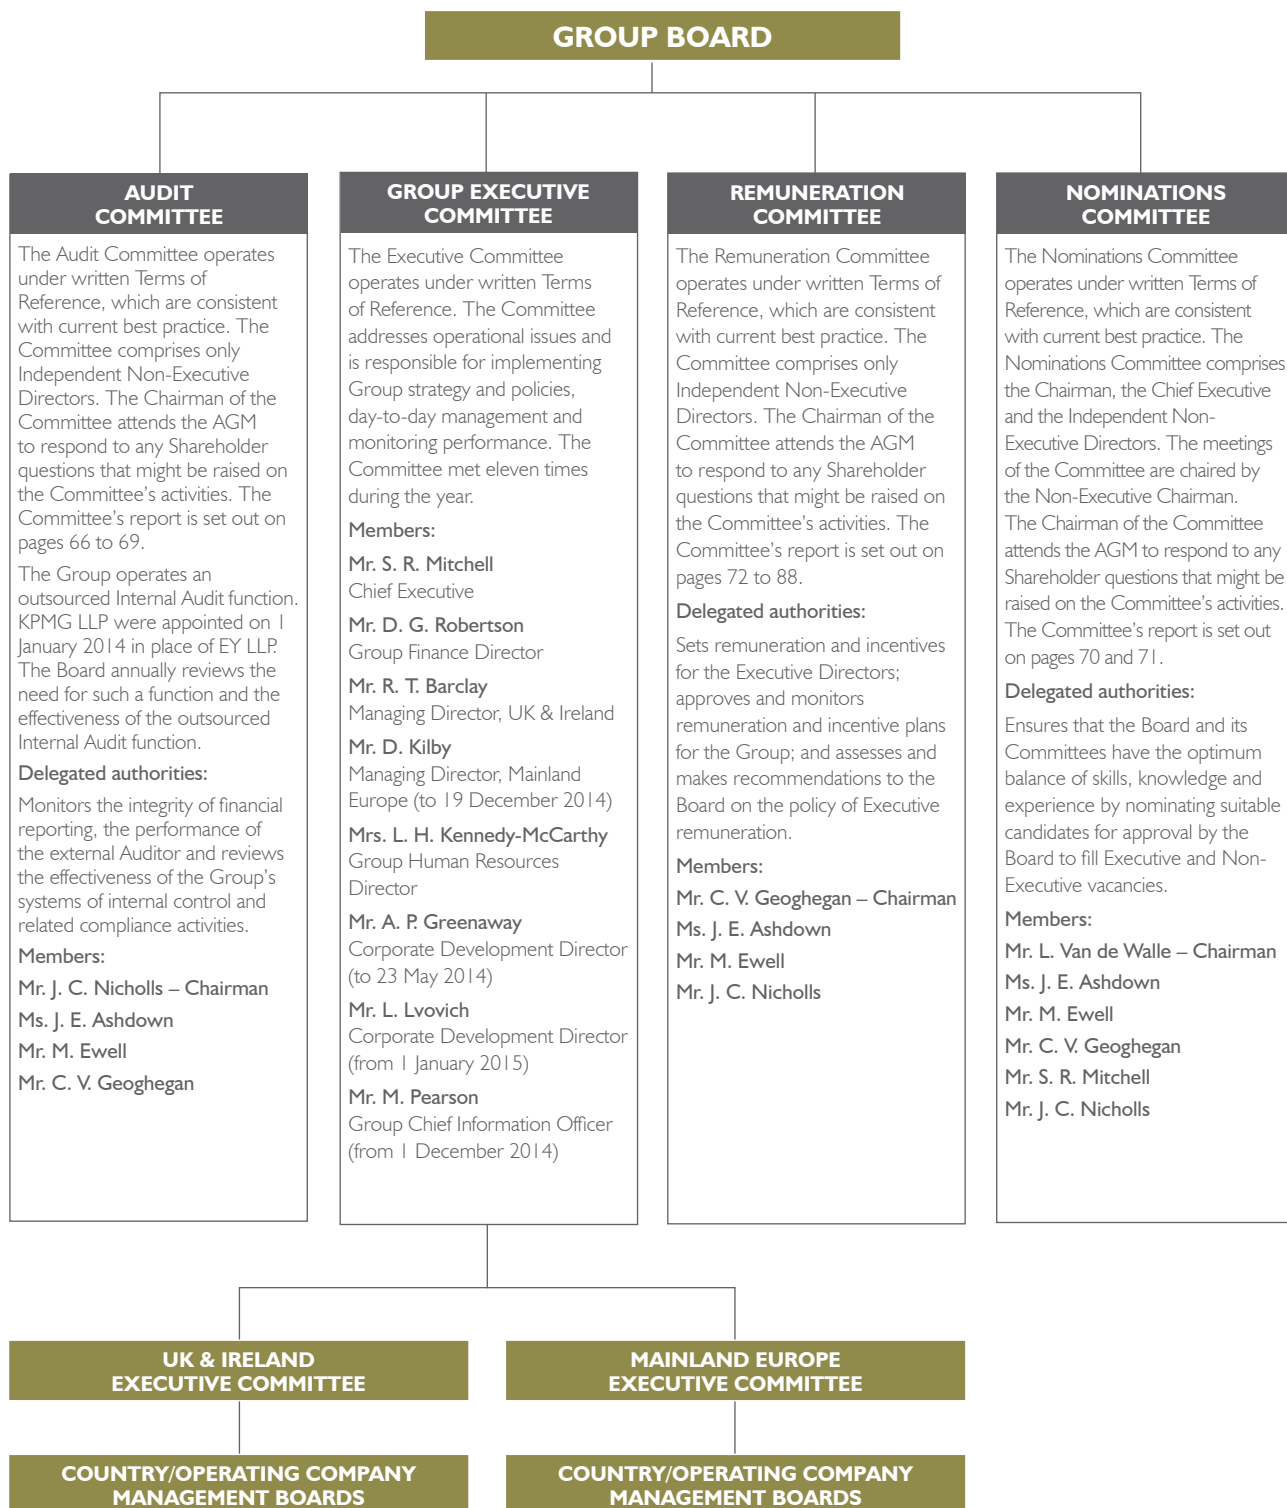 GROUP BOARD
AUDIT
COMMITTEE
The Audit Committee operates
under written Terms of
Reference, which are consistent
with current best practice. The
Committee comprises only
Independent Non-Executive
Directors. The Chairman of the
Committee attends the AGM
to respond to any Shareholder
questions that might be raised on
the Committee's activities. The
Committee's report is set out on
pages 66 to 69.
The Group operates an
outsourced Internal Audit function.
KPMG LLP were appointed on 1
January 2014 in place of EY LLP.
The Board annually reviews the
need for such a function and the
effectiveness of the outsourced
Internal Audit function.
Delegated authorities:
Monitors the integrity of financial
reporting, the performance of
the external Auditor and reviews
the effectiveness of the Group's
systems of internal control and
related compliance activities.
Members:
Mr. J. C. Nicholls – Chairman
Ms. J. E. Ashdown
Mr. M. Ewell
Mr. C. V. Geoghegan
GROUP EXECUTIVE
COMMITTEE
The Executive Committee
operates under written Terms
of Reference. The Committee
addresses operational issues and
is responsible for implementing
Group strategy and policies,
day-to-day management and
monitoring performance. The
Committee met eleven times
during the year.
Members:
Mr. S. R. Mitchell
Chief Executive
Mr. D. G. Robertson
Group Finance Director
Mr. R. T. Barclay
Managing Director, UK & Ireland
Mr. D. Kilby
Managing Director, Mainland
Europe (to 19 December 2014)
Mrs. L. H. Kennedy-McCarthy
Group Human Resources
Director
Mr. A. P. Greenaway
Corporate Development Director
(to 23 May 2014)
Mr. L. Lvovich
Corporate Development Director
(from 1 January 2015)
Mr. M. Pearson
Group Chief Information Officer
(from 1 December 2014)
REMUNERATION
COMMITTEE
The Remuneration Committee
operates under written Terms of
Reference, which are consistent
with current best practice. The
Committee comprises only
Independent Non-Executive
Directors. The Chairman of the
Committee attends the AGM
to respond to any Shareholder
questions that might be raised on
the Committee's activities. The
Committee's report is set out on
pages 72 to 88.
Delegated authorities:
Sets remuneration and incentives
for the Executive Directors;
approves and monitors
remuneration and incentive plans
for the Group; and assesses and
makes recommendations to the
Board on the policy of Executive
remuneration.
Members:
Mr. C. V. Geoghegan – Chairman
Ms. J. E. Ashdown
Mr. M. Ewell
Mr. J. C. Nicholls
NOMINATIONS
COMMITTEE
The Nominations Committee
operates under written Terms of
Reference, which are consistent
with current best practice. The
Nominations Committee comprises
the Chairman, the Chief Executive
and the Independent Non-
Executive Directors. The meetings
of the Committee are chaired by
the Non-Executive Chairman.
The Chairman of the Committee
attends the AGM to respond to any
Shareholder questions that might be
raised on the Committee's activities.
The Committee's report is set out
on pages 70 and 71.
Delegated authorities:
Ensures that the Board and its
Committees have the optimum
balance of skills, knowledge and
experience by nominating suitable
candidates for approval by the
Board to fill Executive and Non-
Executive vacancies.
Members:
Mr. L. Van de Walle – Chairman
Ms. J. E. Ashdown
Mr. M. Ewell
Mr. C. V. Geoghegan
Mr. S. R. Mitchell
Mr. J. C. Nicholls
UK & IRELAND
EXECUTIVE COMMITTEE
MAINLAND EUROPE
EXECUTIVE COMMITTEE
COUNTRY/OPERATING COMPANY
MANAGEMENT BOARDS
COUNTRY/OPERATING COMPANY
MANAGEMENT BOARDS